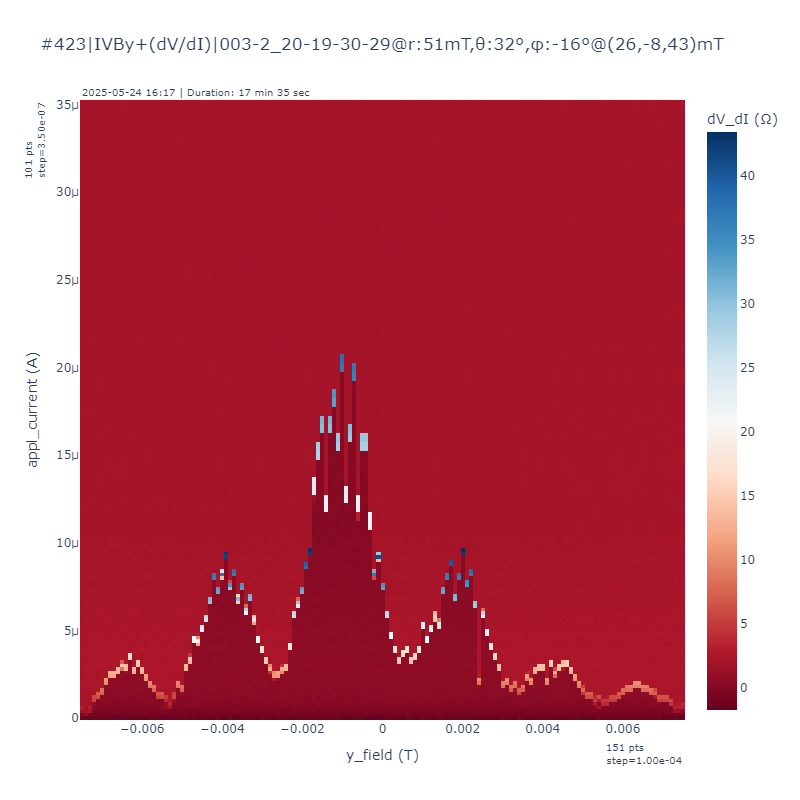 #423|IVBy+(dV/dI)|003-2_20-19-30-29@r:51mT,θ:32°,φ:-16°@(26,-8,43)mT
2025-05-24 16:17 | Duration: 17 min 35 sec
101 pts
step=3.50e-07
appl_current (A)
35μ
30μ
25μ
20μ
15μ
10μ
5μ
0
−0.006
−0.004
−0.002
0
0.002
0.004
0.006
y_field (T)
151 pts
step=1.00e-04
dV_dI (Ω)
40
35
30
25
20
15
10
5
0